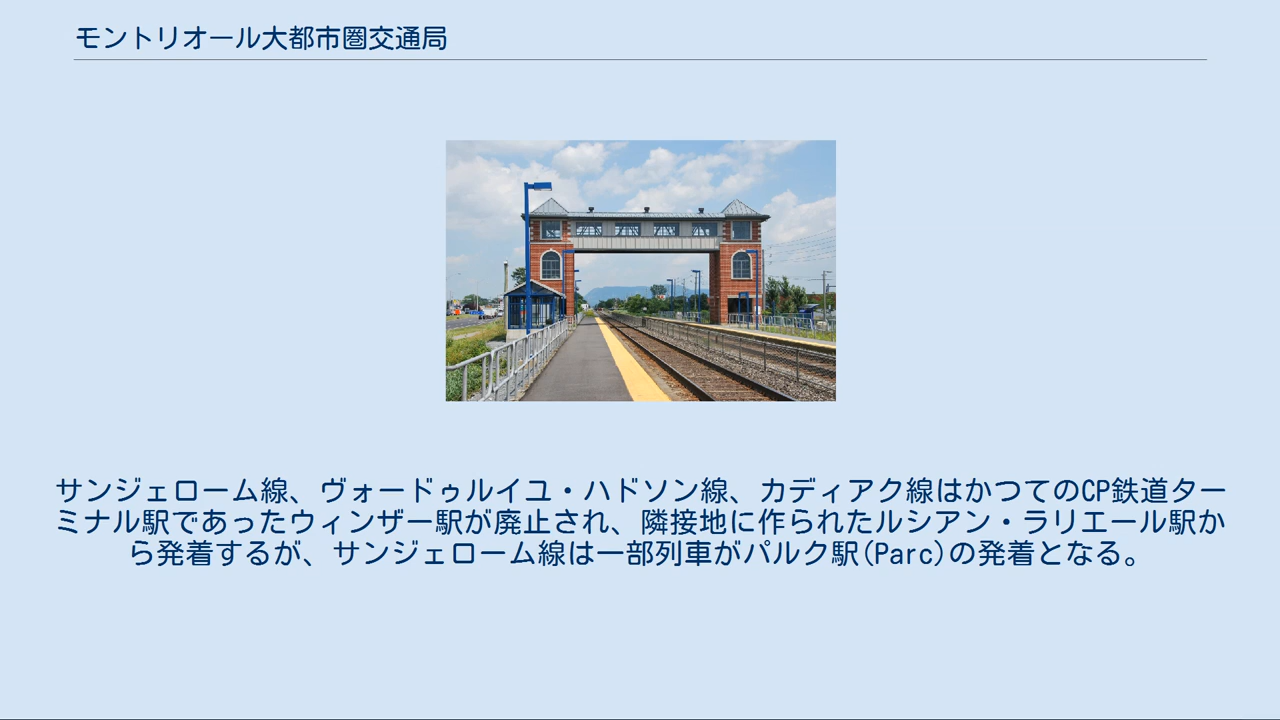 モントリオール大都市圏交通局
サンジェローム線、ヴォードゥルイユ・ハドソン線、カディアク線はかつてのCP鉄道ター
ミナル駅であったウィンザー駅が廃止され、隣接地に作られたルシアン・ラリエール駅か
ら発着するが、サンジェローム線は一部列車がパルク駅(Parc)の発着となる。